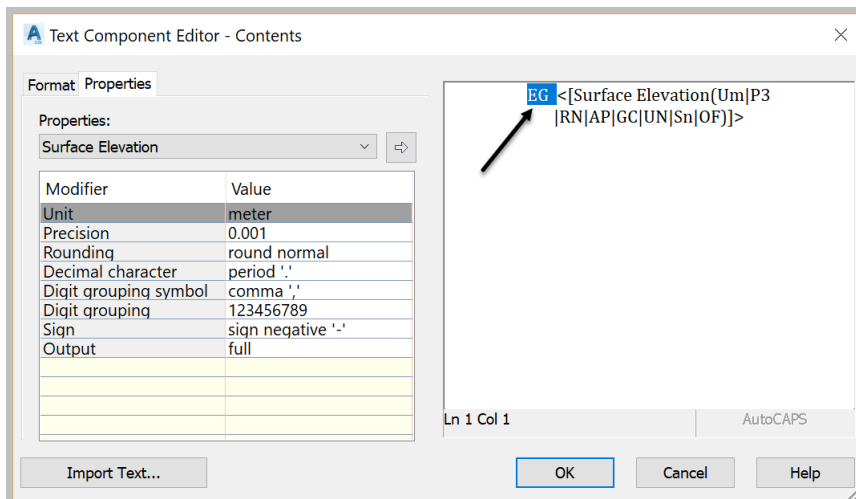 Text Component Editor - Contents
Format Properties
Properties:
Surface Elevation
Modifier Value
Unit meter
Precision 0.001
Rounding round normal
Decimal character period '.'
Digit grouping symbol comma ','
Digit grouping 123456789
Sign sign negative '-'
Output full
EG <[Surface Elevation(Um|P3
|RN|AP|GC|UN|Sn|OF)]>
Ln 1 Col 1 AutoCAPS
Import Text... OK Cancel Help